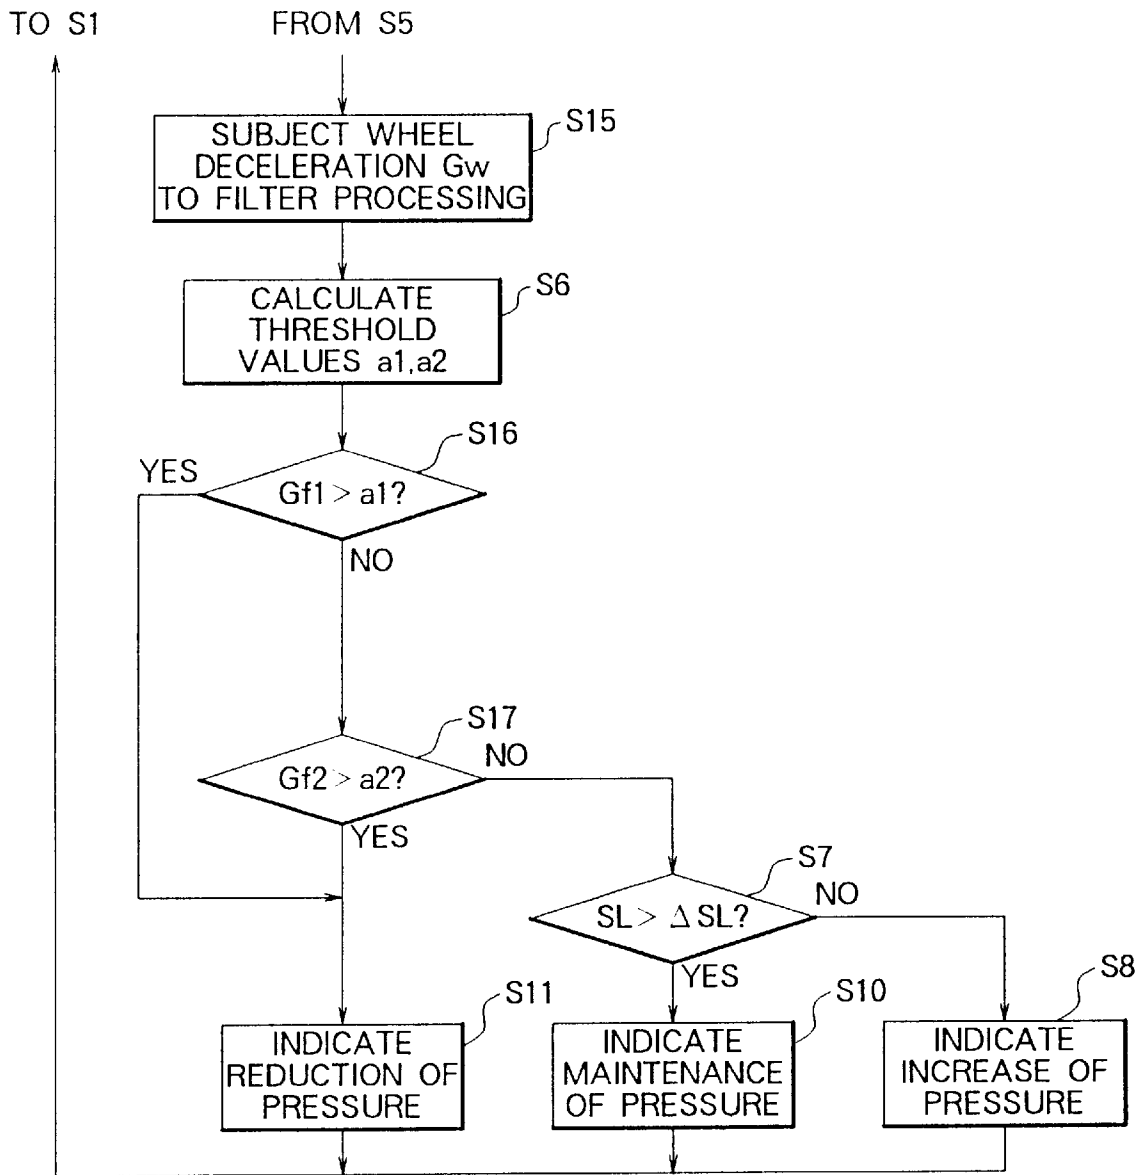 TO S1
FROM S5
S15
SUBJECT WHEEL
DECELERATION Gw
TO FILTER PROCESSING
S6
CALCULATE
THRESHOLD
VALUES a1,a2
S16
YES
Gf1 > a1?
NO
S17
Gf2 > a2?
NO
YES
S7
SL > Δ SL?
NO
YES
S11
INDICATE
REDUCTION OF
PRESSURE
S10
INDICATE
MAINTENANCE
OF PRESSURE
S8
INDICATE
INCREASE OF
PRESSURE